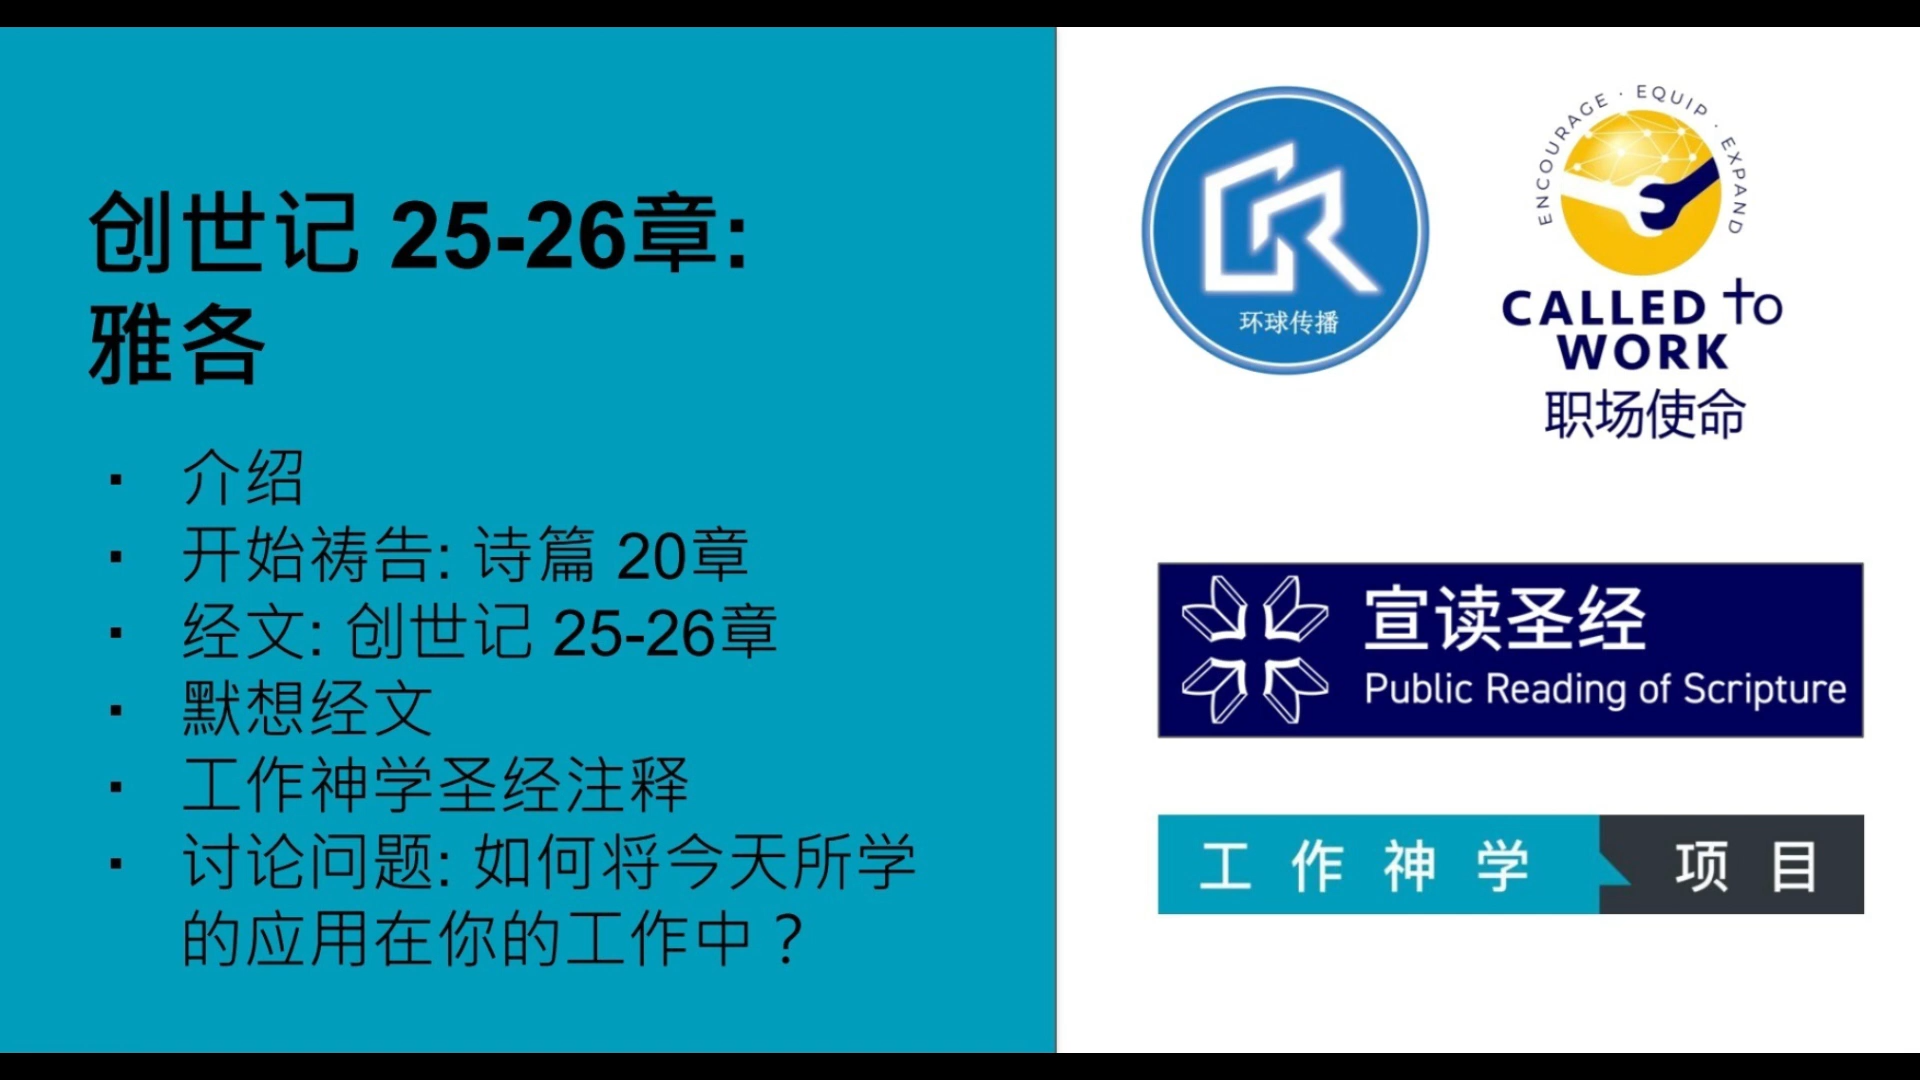 创世记 25-26章:
雅各
▪ 介绍
▪ 开始祷告: 诗篇 20章
▪ 经文: 创世记 25-26章
▪ 默想经文
▪ 工作神学圣经注释
▪ 讨论问题: 如何将今天所学
的应用在你的工作中？
环球传播
ENCOURAGE · EQUIP · EXPAND
CALLED to
WORK
职场使命
宣读圣经
Public Reading of Scripture
工作神学 项目